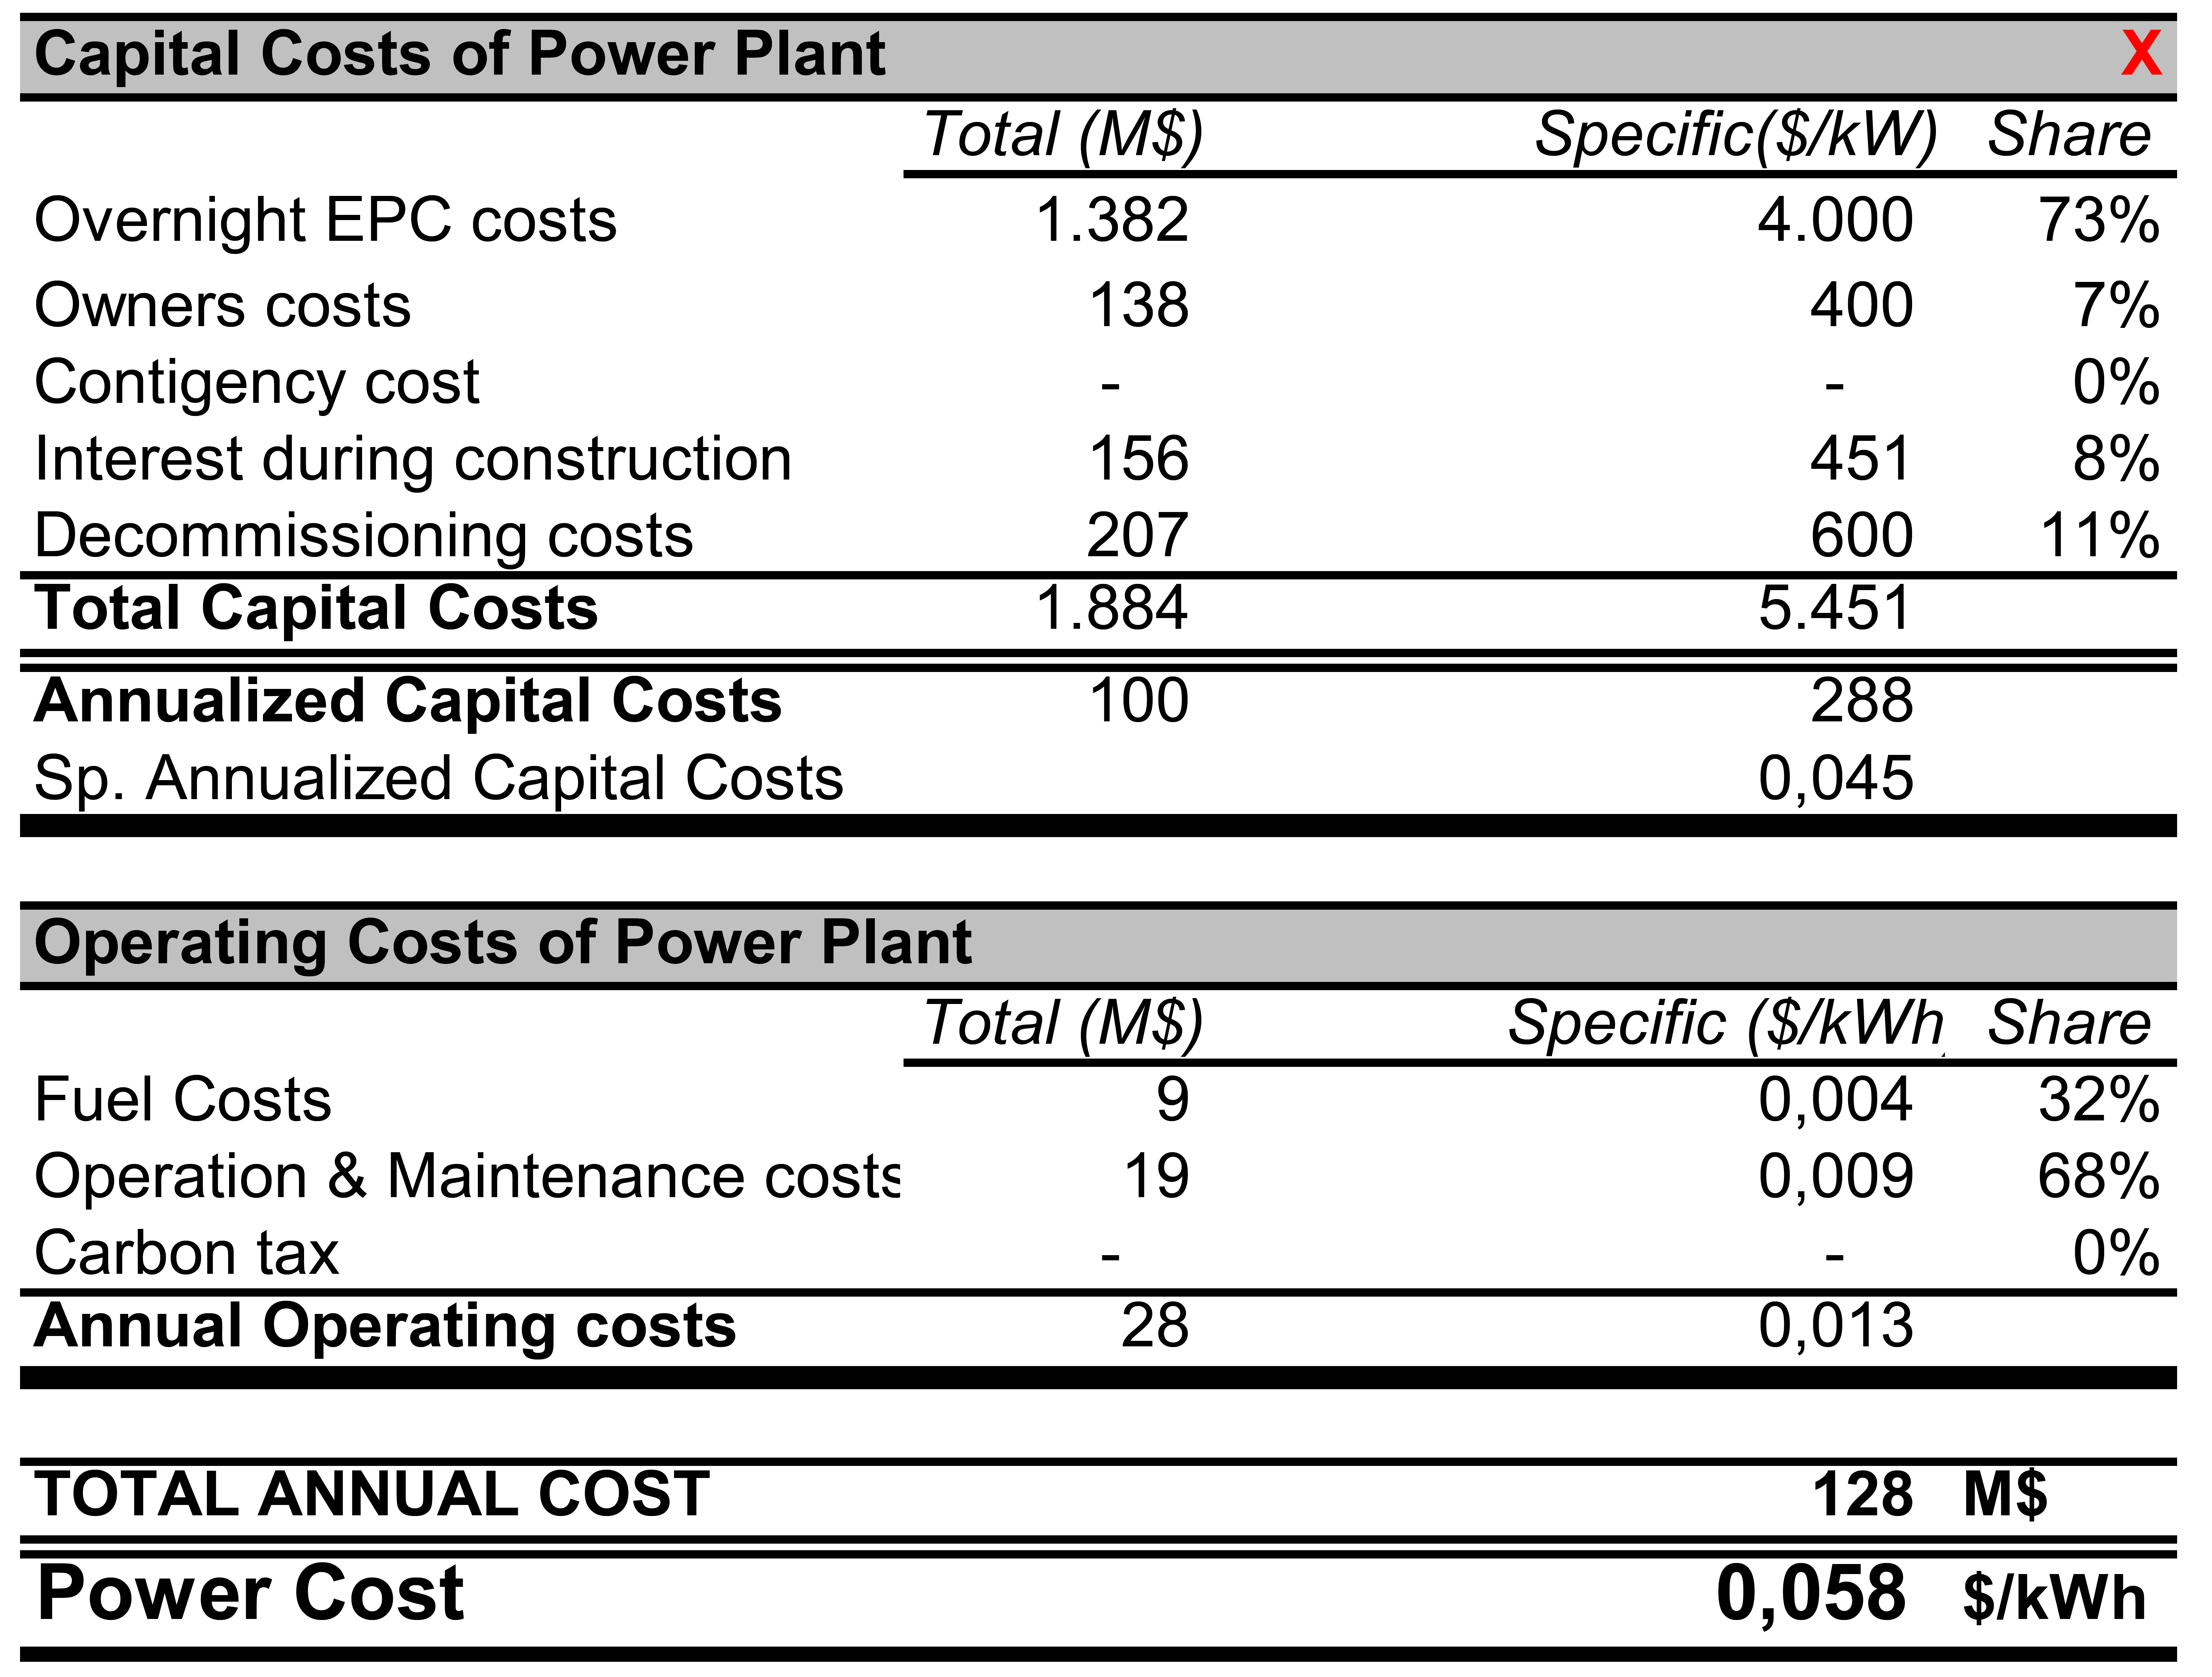 Capital Costs of Power Plant X
Total (M$) Specific($/kW) Share
Overnight EPC costs 1.382 4.000 73%
Owners costs 138 400 7%
Contigency cost - - 0%
Interest during construction 156 451 8%
Decommissioning costs 207 600 11%
Total Capital Costs 1.884 5.451
Annualized Capital Costs 100 288
Sp. Annualized Capital Costs 0,045
Operating Costs of Power Plant
Total (M$) Specific ($/kWh Share
Fuel Costs 9 0,004 32%
Operation & Maintenance costs 19 0,009 68%
Carbon tax - - 0%
Annual Operating costs 28 0,013
TOTAL ANNUAL COST 128 M$
Power Cost 0,058 $/kWh